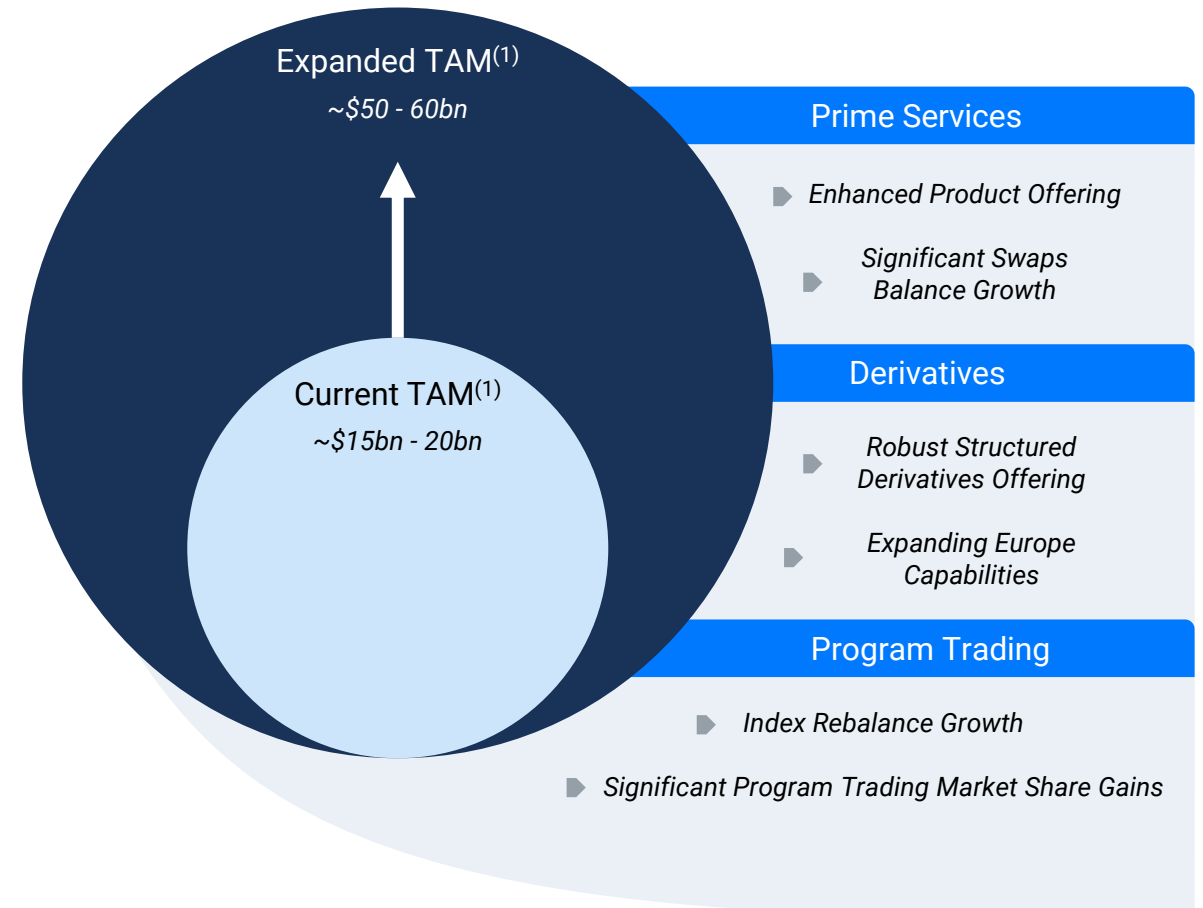 Expanded TAM(1)
~$50 - 60bn
Current TAM(1)
~$15bn - 20bn
Prime Services
Enhanced Product Offering
Significant Swaps
Balance Growth
Derivatives
Robust Structured
Derivatives Offering
Expanding Europe
Capabilities
Program Trading
Index Rebalance Growth
Significant Program Trading Market Share Gains